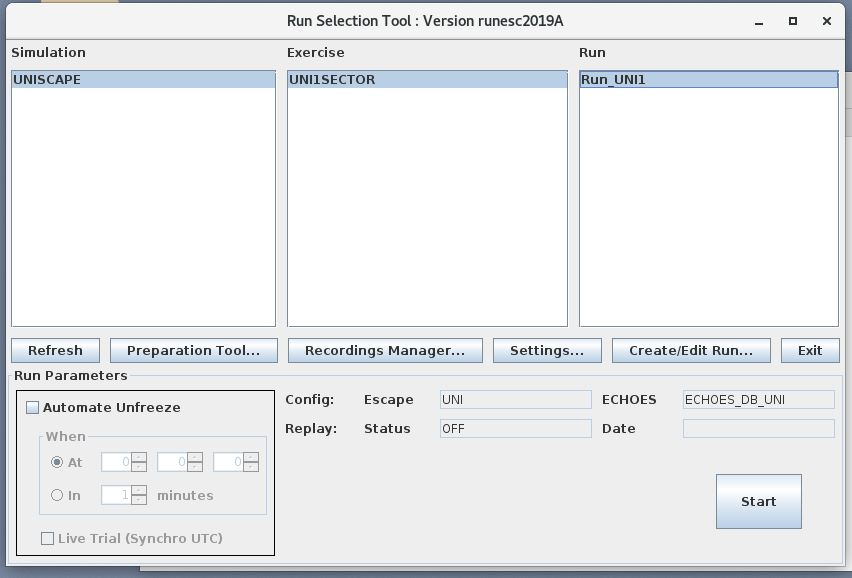 Run Selection Tool : Version runesc2019A
Simulation Exercise Run
UNISCAPE UNI1SECTOR Run_UNI1
Refresh Preparation Tool... Recordings Manager... Settings... Create/Edit Run... Exit
Run Parameters
Automate Unfreeze
When
At 0 0 0
In 1 minutes
Live Trial (Synchro UTC)
Config: Escape UNI ECHOES ECHOES_DB_UNI
Replay: Status OFF Date
Start